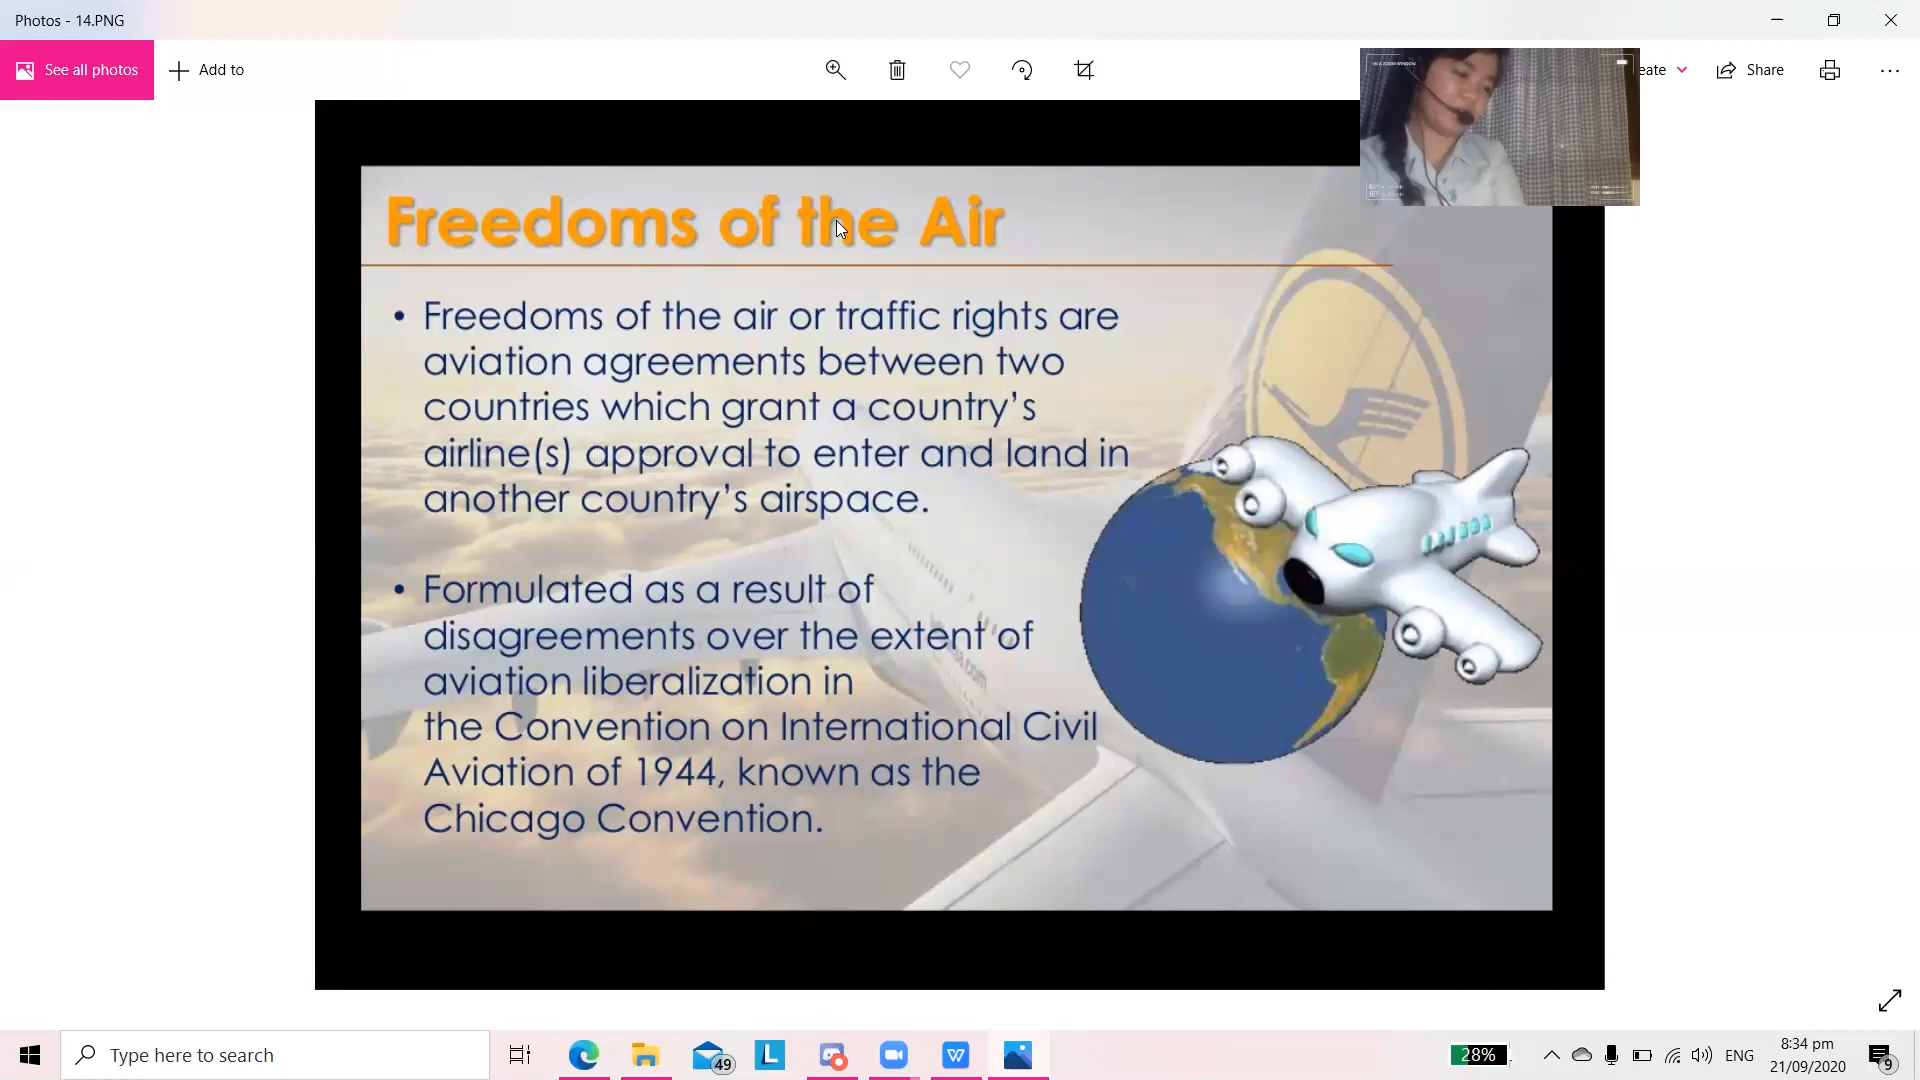 Photos - 14.PNG
See all photos
Add to
eate
Share
IN A ZOOM WINDOW
Freedoms of the Air
• Freedoms of the air or traffic rights are
aviation agreements between two
countries which grant a country's
airline(s) approval to enter and land in
another country's airspace.
• Formulated as a result of
disagreements over the extent of
aviation liberalization in
the Convention on International Civil
Aviation of 1944, known as the
Chicago Convention.
Type here to search
49
L
W
28%
ENG
8:34 pm
21/09/2020
9